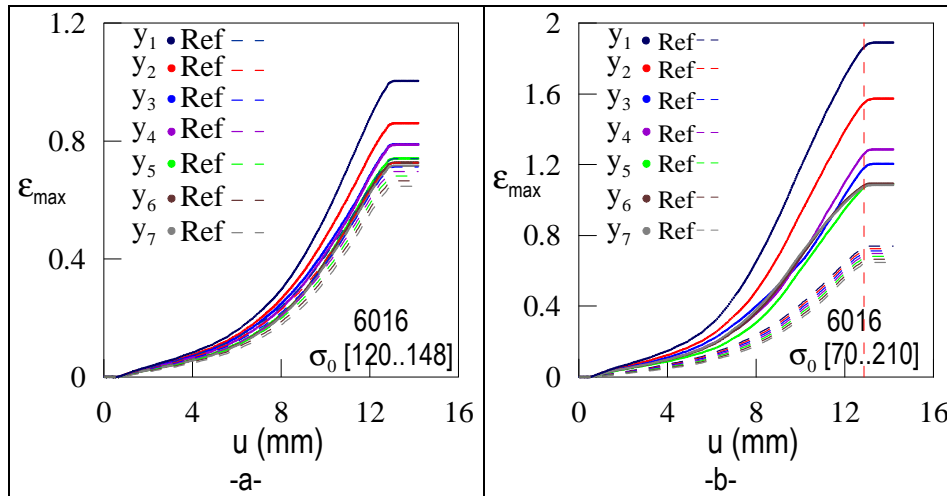 1.2
0.8
0.4
0
ε_max
y₁ Ref
y₂ Ref
y₃ Ref
y₄ Ref
y₅ Ref
y₆ Ref
y₇ Ref
6016
σ₀ [120..148]
0 4 8 12 16
u (mm)
-a-
2
1.6
1.2
0.8
0.4
0
ε_max
y₁ Ref
y₂ Ref
y₃ Ref
y₄ Ref
y₅ Ref
y₆ Ref
y₇ Ref
6016
σ₀ [70..210]
0 4 8 12 16
u (mm)
-b-